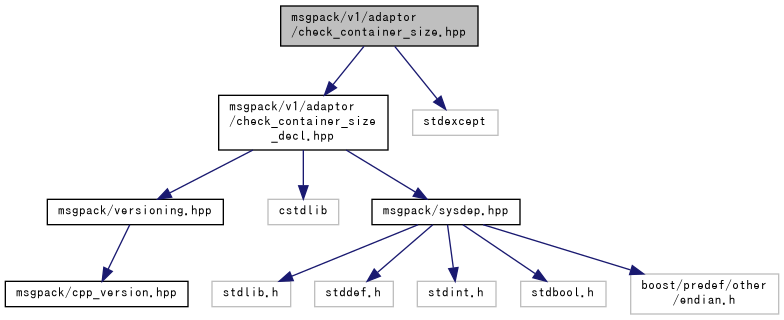 msgpack/v1/adaptor
/check_container_size.hpp
msgpack/v1/adaptor
/check_container_size
_decl.hpp
stdexcept
msgpack/versioning.hpp
cstdlib
msgpack/sysdep.hpp
msgpack/cpp_version.hpp
stdlib.h
stddef.h
stdint.h
stdbool.h
boost/predef/other
/endian.h